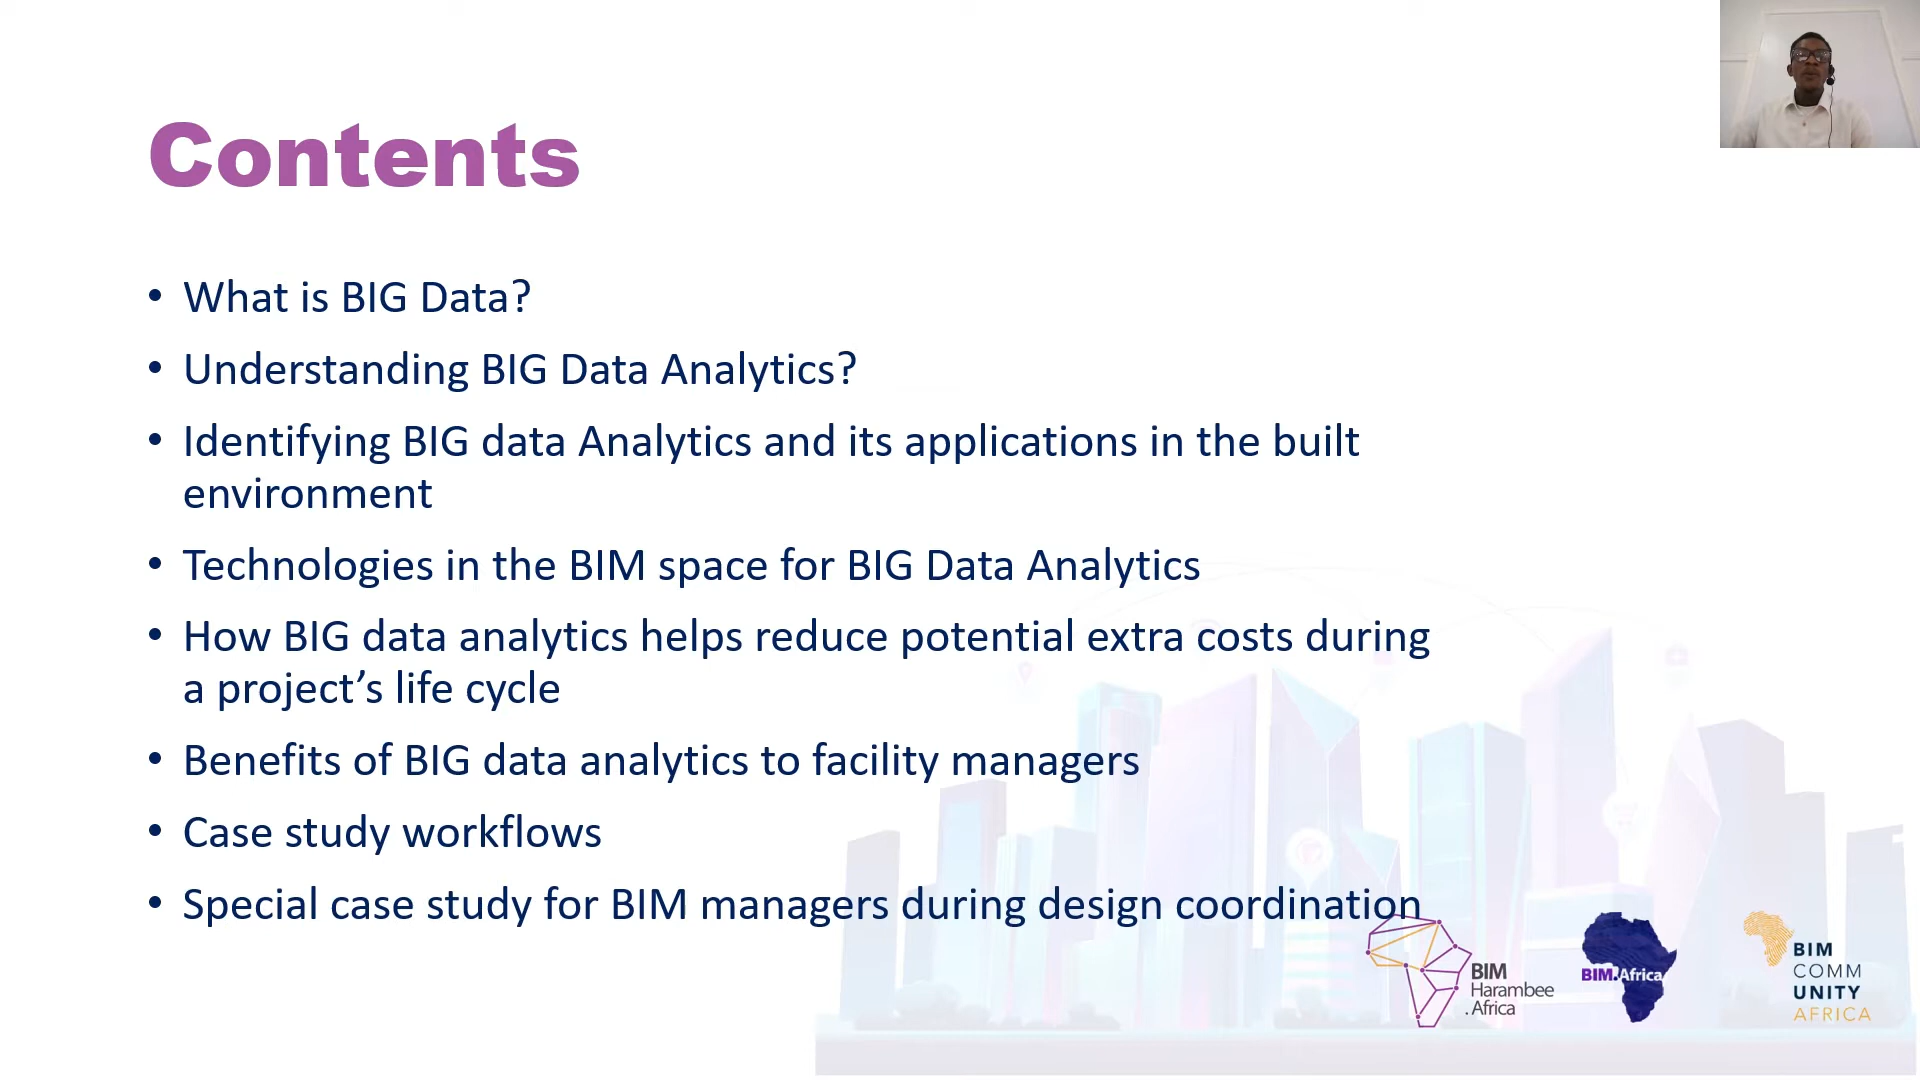 Contents
• What is BIG Data?
• Understanding BIG Data Analytics?
• Identifying BIG data Analytics and its applications in the built
environment
• Technologies in the BIM space for BIG Data Analytics
• How BIG data analytics helps reduce potential extra costs during
a project’s life cycle
• Benefits of BIG data analytics to facility managers
• Case study workflows
• Special case study for BIM managers during design coordination
BIM
Harambee
.Africa
BIM.Africa
BIM
COMM
UNITY
AFRICA